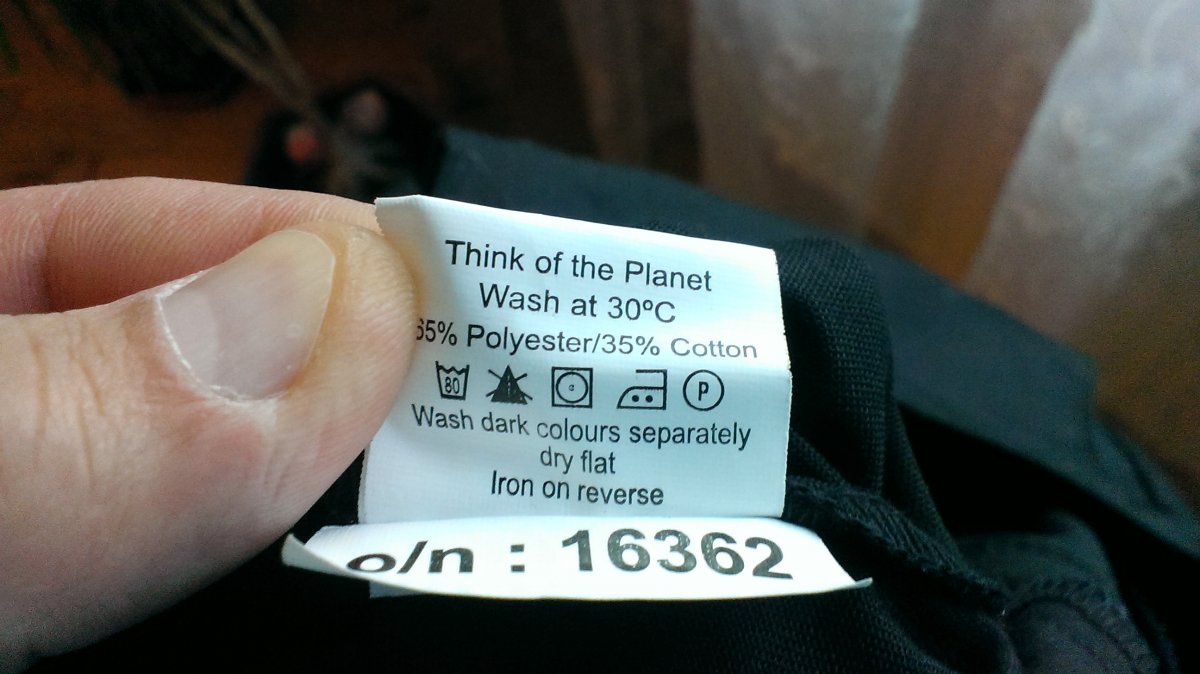 Think of the Planet
Wash at 30ºC
65% Polyester/35% Cotton
80 P
Wash dark colours separately
dry flat
Iron on reverse
o/n : 16362